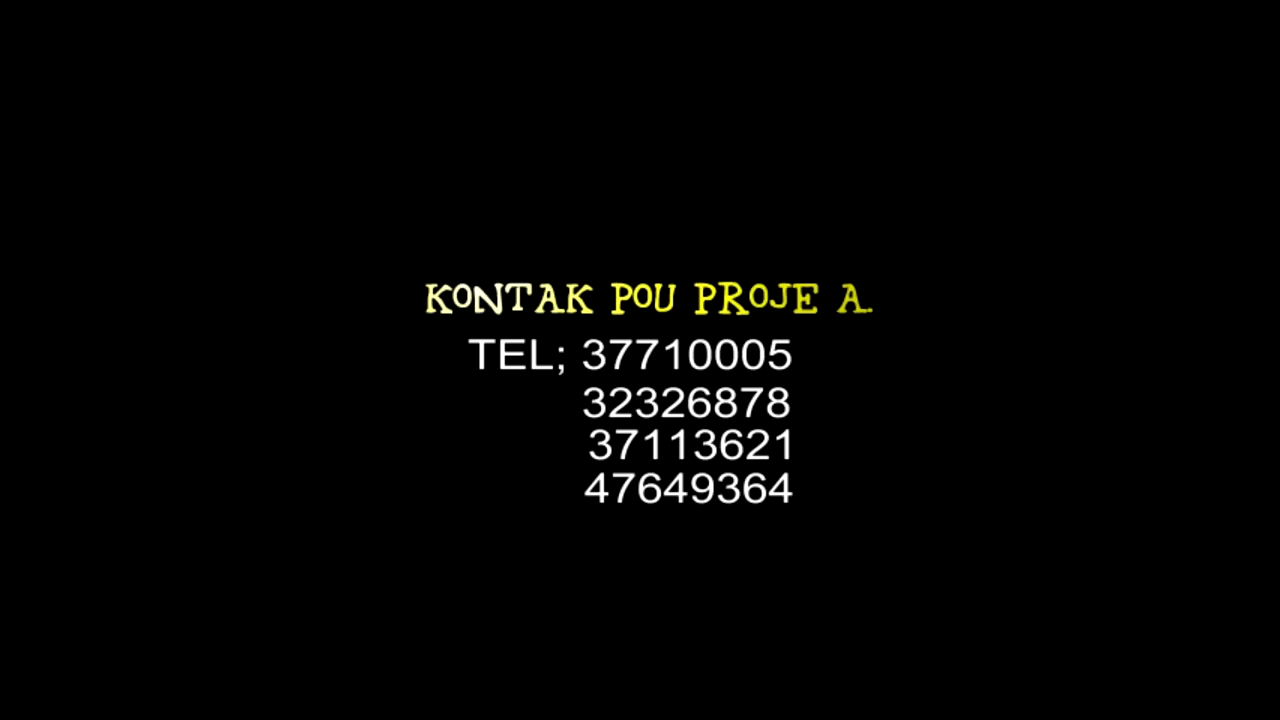 KONTAK POU PROJE A.
TEL; 37710005
32326878
37113621
47649364